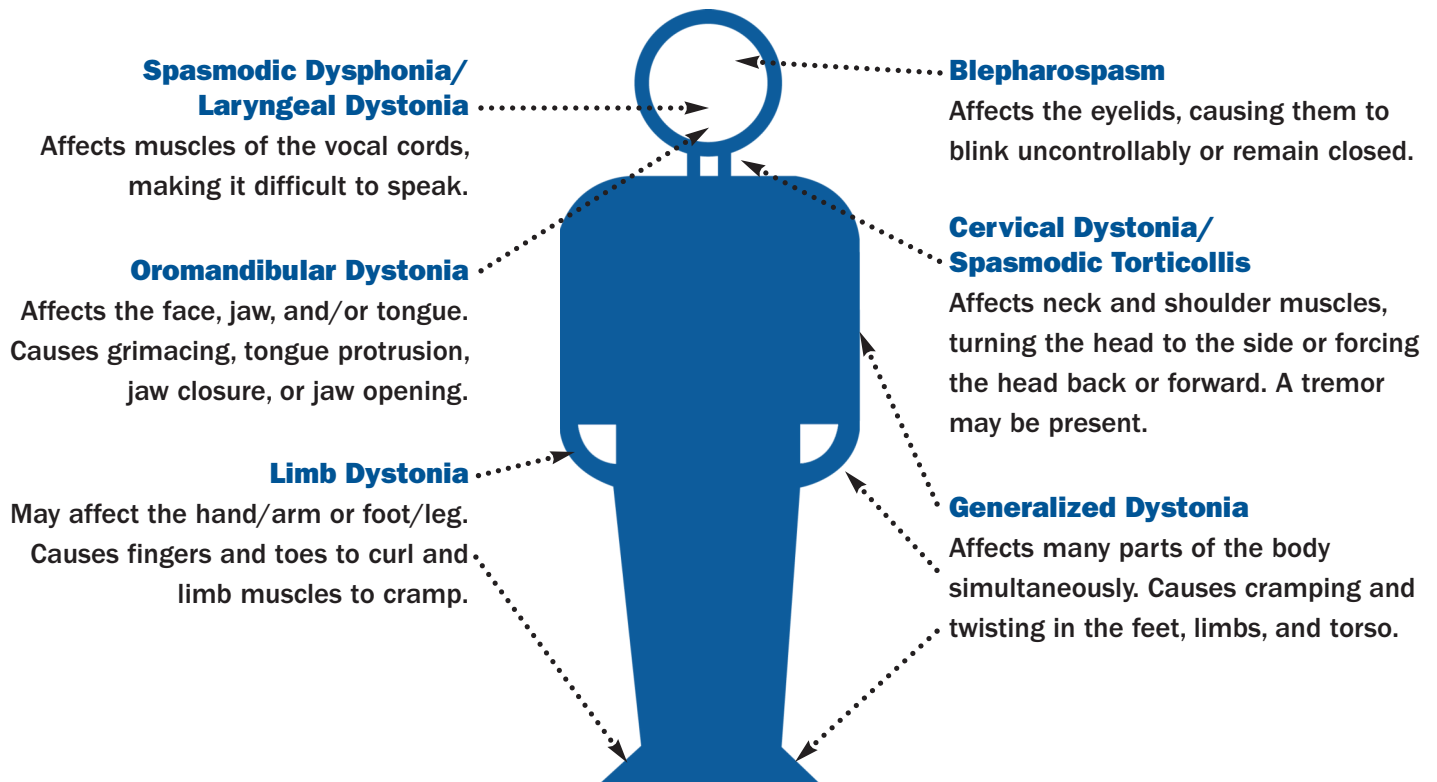 Spasmodic Dysphonia/
Laryngeal Dystonia
Affects muscles of the vocal cords,
making it difficult to speak.
Oromandibular Dystonia
Affects the face, jaw, and/or tongue.
Causes grimacing, tongue protrusion,
jaw closure, or jaw opening.
Limb Dystonia
May affect the hand/arm or foot/leg.
Causes fingers and toes to curl and
limb muscles to cramp.
Blepharospasm
Affects the eyelids, causing them to
blink uncontrollably or remain closed.
Cervical Dystonia/
Spasmodic Torticollis
Affects neck and shoulder muscles,
turning the head to the side or forcing
the head back or forward. A tremor
may be present.
Generalized Dystonia
Affects many parts of the body
simultaneously. Causes cramping and
twisting in the feet, limbs, and torso.